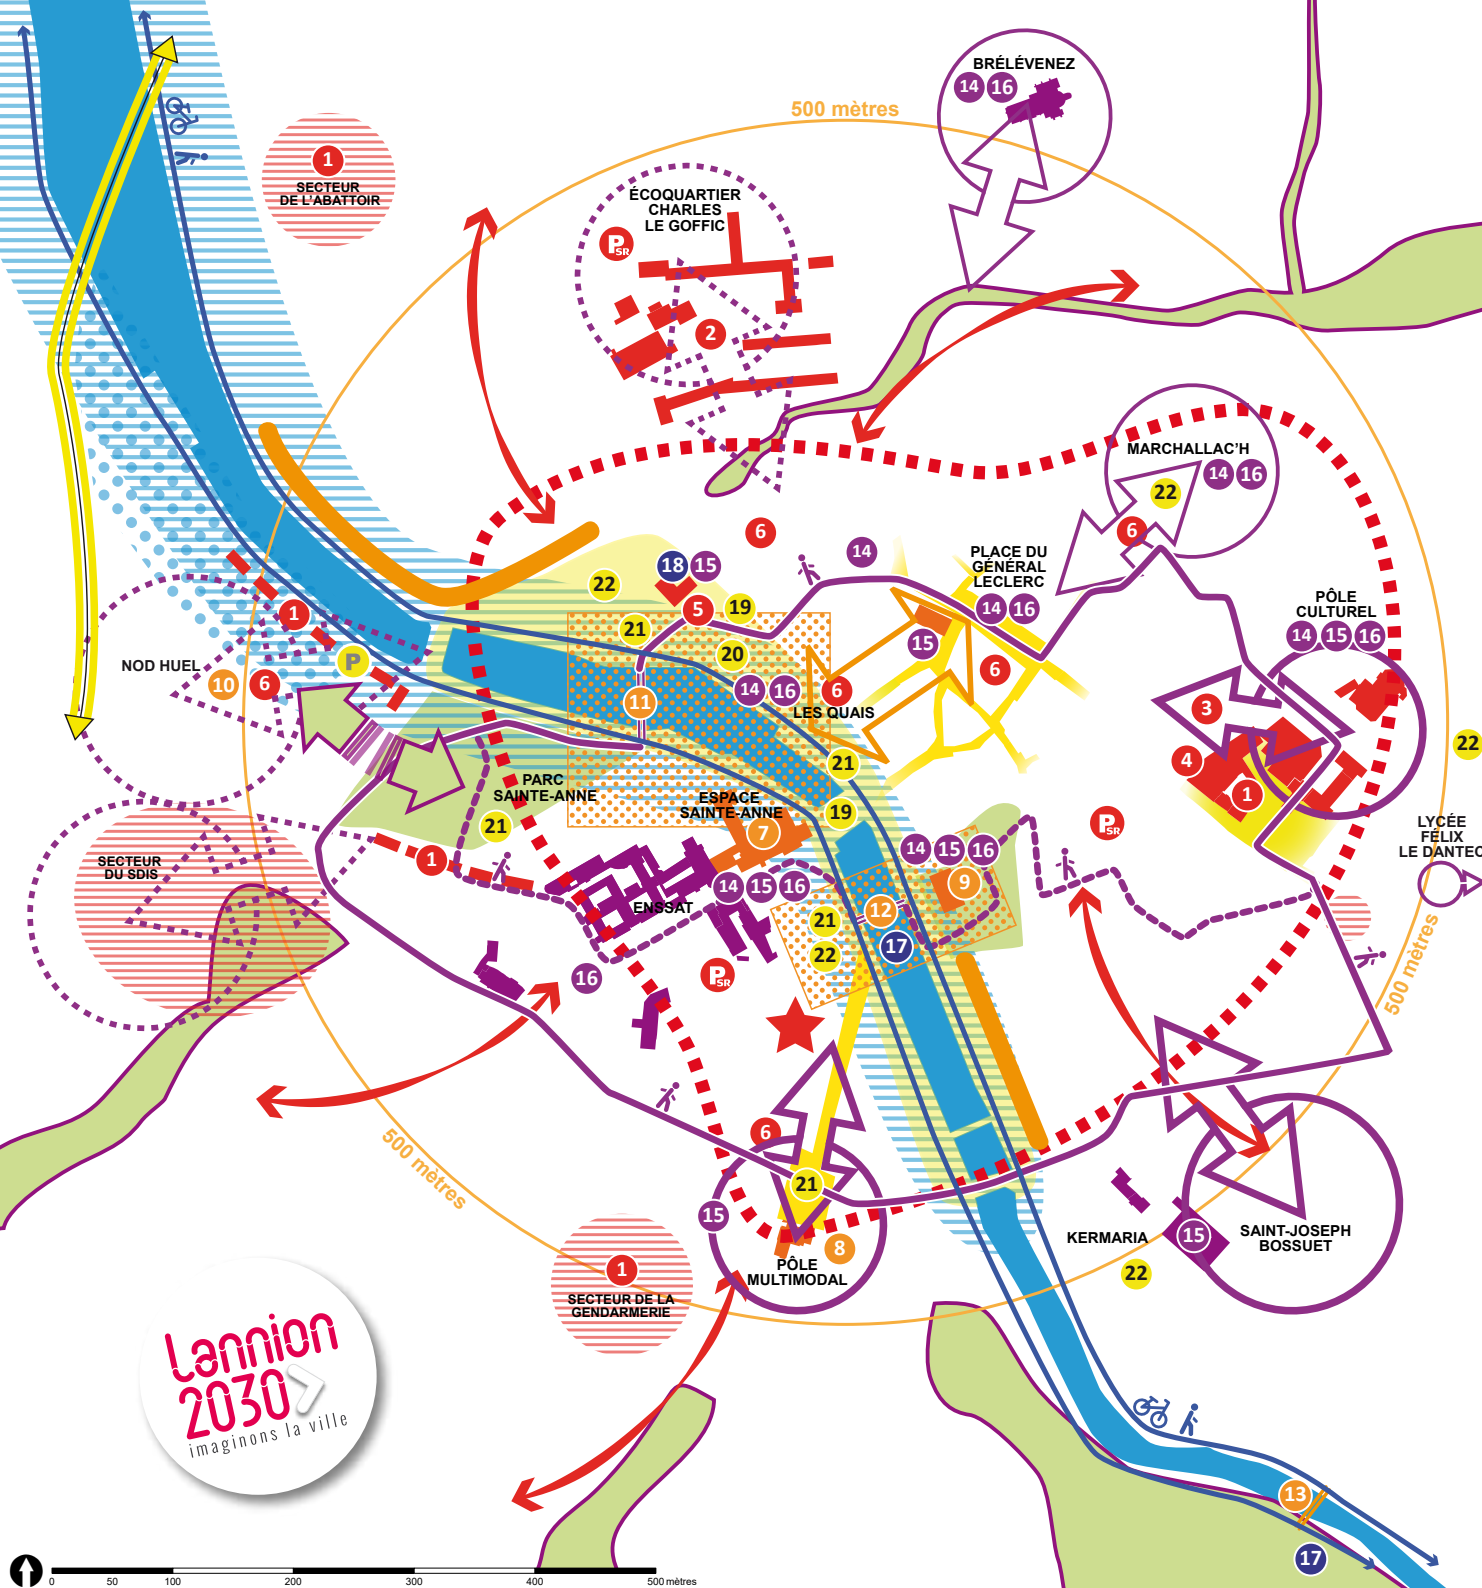 BRÉLÉVENEZ
14 16
500 mètres
1
SECTEUR
DE L'ABATTOIR
ÉCOQUARTIER
CHARLES
LE GOFFIC
PSR
2
MARCHALLAC'H
14 16
22
6
6
14
PLACE DU
GÉNÉRAL
LECLERC
14 16
18 15
22
5
19
21
20
15
6
PÔLE
CULTUREL
14 15 16
1
NOD HUEL
10 6
P
11
14 16
6
LES QUAIS
3
4
1
22
21
PARC
SAINTE-ANNE
21
ESPACE
SAINTE-ANNE
7
19
PSR
LYCÉE
FÉLIX
LE DANTEC
SECTEUR
DU SDIS
1
14 15 16
9
14 15 16
ENSSAT
21
12
17
22
16
PSR
500 mètres
500 mètres
6
21
15
8
PÔLE
MULTIMODAL
KERMARIA
15
SAINT-JOSEPH
BOSSUET
22
1
SECTEUR DE LA
GENDARMERIE
Lannion
2030
imaginons la ville
13
17
0 50 100 200 300 400 500 mètres